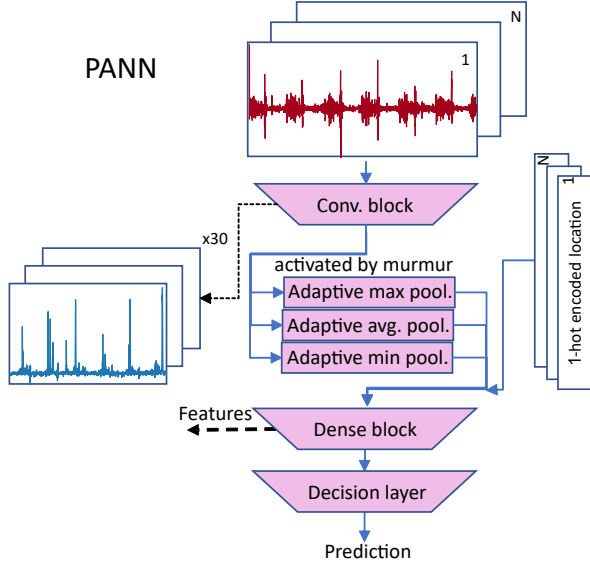 N
1
PANN
N
1
1-hot encoded location
Conv. block
x30
activated by murmur
Adaptive max pool.
Adaptive avg. pool.
Adaptive min pool.
Features
Dense block
Decision layer
Prediction